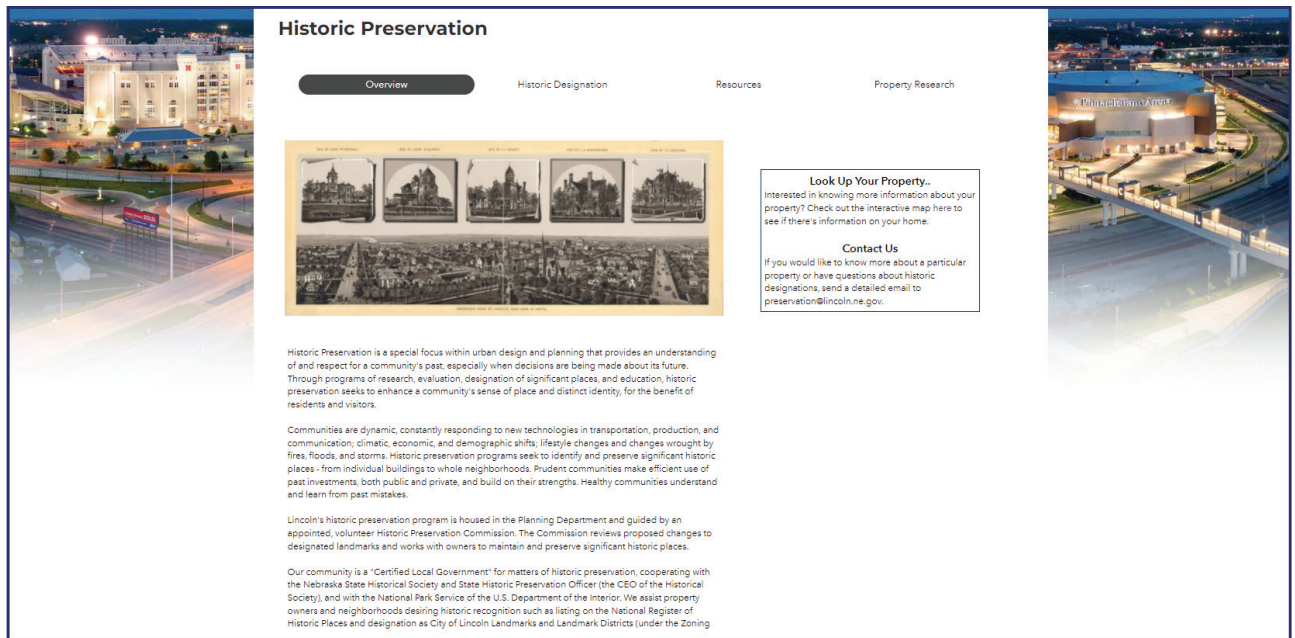 Historic Preservation
Overview
Historic Designation
Resources
Property Research
Pinnacle Bank Arena
Look Up Your Property..
Interested in knowing more information about your
property? Check out the interactive map here to
see if there's information on your home.
Contact Us
If you would like to know more about a particular
property or have questions about historic
designations, send a detailed email to
preservation@lincoln.ne.gov.
Historic Preservation is a special focus within urban design and planning that provides an understanding
of and respect for a community's past, especially when decisions are being made about its future.
Through programs of research, evaluation, designation of significant places, and education, historic
preservation seeks to enhance a community's sense of place and distinct identity, for the benefit of
residents and visitors.
Communities are dynamic, constantly responding to new technologies in transportation, production, and
communication; climatic, economic, and demographic shifts; lifestyle changes and changes wrought by
fires, floods, and storms. Historic preservation programs seek to identify and preserve significant historic
places - from individual buildings to whole neighborhoods. Prudent communities make efficient use of
past investments, both public and private, and build on their strengths. Healthy communities understand
and learn from past mistakes.
Lincoln's historic preservation program is housed in the Planning Department and guided by an
appointed, volunteer Historic Preservation Commission. The Commission reviews proposed changes to
designated landmarks and works with owners to maintain and preserve significant historic places.
Our community is a "Certified Local Government" for matters of historic preservation, cooperating with
the Nebraska State Historical Society and State Historic Preservation Officer (the CEO of the Historical
Society), and with the National Park Service of the U.S. Department of the Interior. We assist property
owners and neighborhoods desiring historic recognition such as listing on the National Register of
Historic Places and designation as City of Lincoln Landmarks and Landmark Districts (under the Zoning